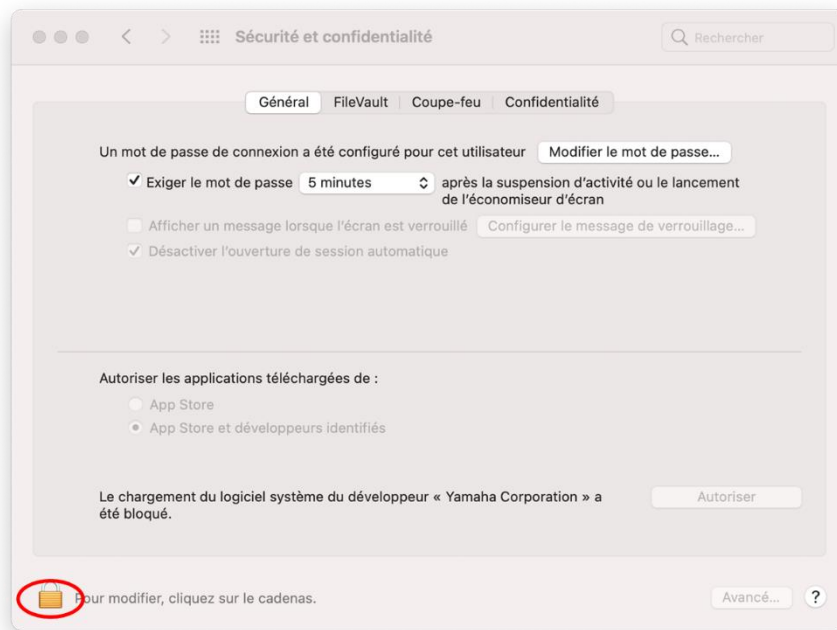 Sécurité et confidentialité
Rechercher
Général
FileVault
Coupe-feu
Confidentialité
Un mot de passe de connexion a été configuré pour cet utilisateur
Modifier le mot de passe...
Exiger le mot de passe
5 minutes
après la suspension d'activité ou le lancement
de l'économiseur d'écran
Afficher un message lorsque l'écran est verrouillé
Configurer le message de verrouillage...
Désactiver l'ouverture de session automatique
Autoriser les applications téléchargées de :
App Store
App Store et développeurs identifiés
Le chargement du logiciel système du développeur « Yamaha Corporation » a
été bloqué.
Autoriser
Pour modifier, cliquez sur le cadenas.
Avancé...
?